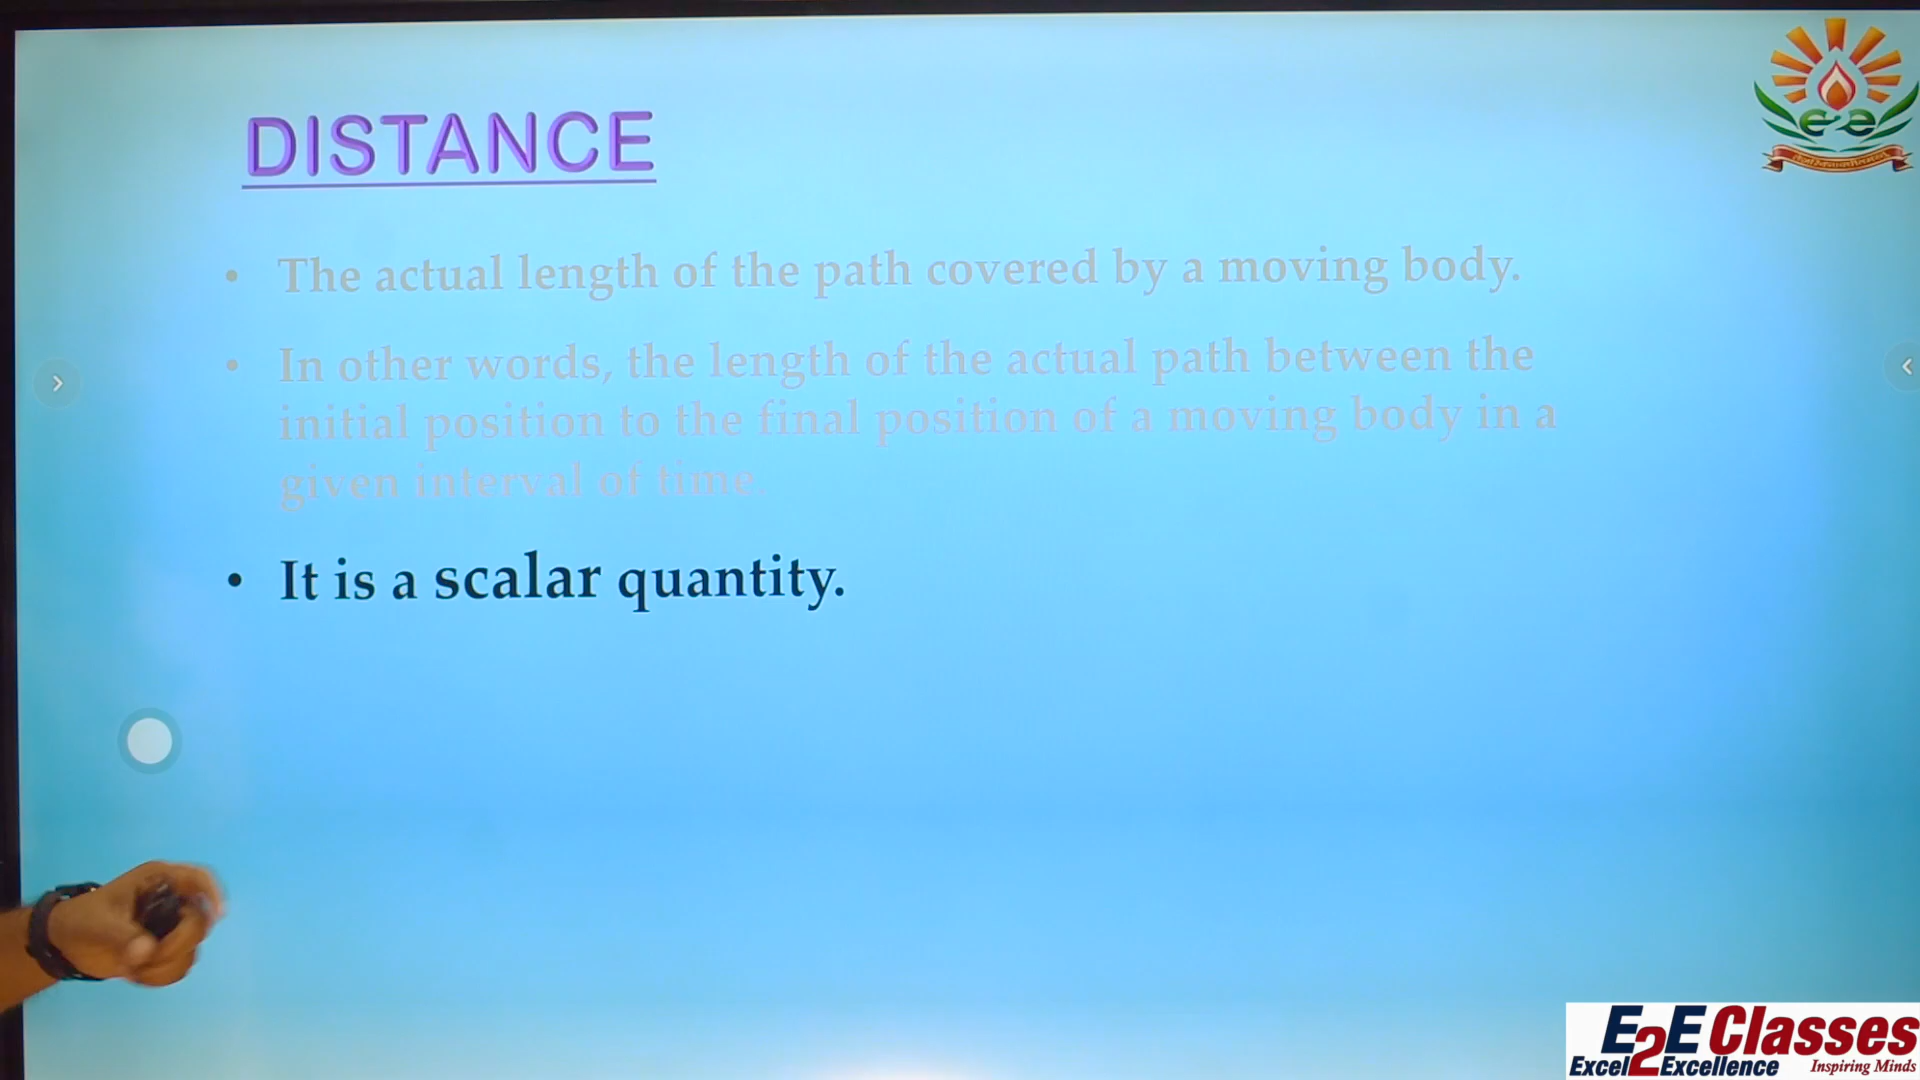 DISTANCE
• The actual length of the path covered by a moving body.
• In other words, the length of the actual path between the
initial position to the final position of a moving body in a
given interval of time.
• It is a scalar quantity.
e2e
E2E Classes
Excel2Excellence Inspiring Minds